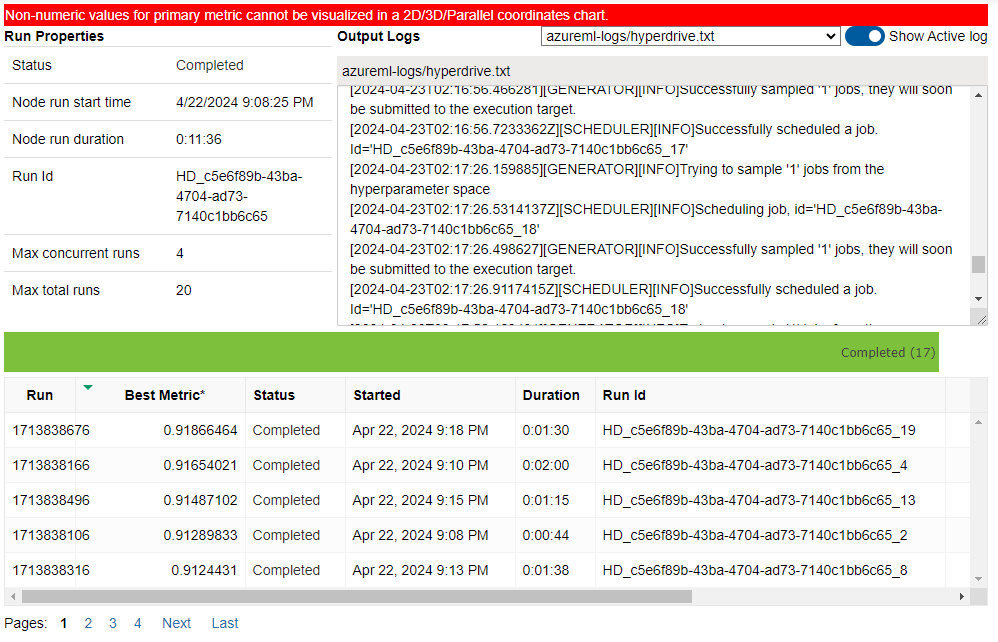 Non-numeric values for primary metric cannot be visualized in a 2D/3D/Parallel coordinates chart.
Run Properties
Status Completed
Node run start time 4/22/2024 9:08:25 PM
Node run duration 0:11:36
Run Id HD_c5e6f89b-43ba-
4704-ad73-
7140c1bb6c65
Max concurrent runs 4
Max total runs 20
Output Logs azureml-logs/hyperdrive.txt Show Active log
azureml-logs/hyperdrive.txt
[2024-04-23T02:16:56.466281][GENERATOR][INFO]Successfully sampled '1' jobs, they will soon
be submitted to the execution target.
[2024-04-23T02:16:56.7233362Z][SCHEDULER][INFO]Successfully scheduled a job.
Id='HD_c5e6f89b-43ba-4704-ad73-7140c1bb6c65_17'
[2024-04-23T02:17:26.159885][GENERATOR][INFO]Trying to sample '1' jobs from the
hyperparameter space
[2024-04-23T02:17:26.5314137Z][SCHEDULER][INFO]Scheduling job, id='HD_c5e6f89b-43ba-
4704-ad73-7140c1bb6c65_18'
[2024-04-23T02:17:26.498627][GENERATOR][INFO]Successfully sampled '1' jobs, they will soon
be submitted to the execution target.
[2024-04-23T02:17:26.9117415Z][SCHEDULER][INFO]Successfully scheduled a job.
Id='HD_c5e6f89b-43ba-4704-ad73-7140c1bb6c65_18'
Completed (17)
Run Best Metric* Status Started Duration Run Id
1713838676 0.91866464 Completed Apr 22, 2024 9:18 PM 0:01:30 HD_c5e6f89b-43ba-4704-ad73-7140c1bb6c65_19
1713838166 0.91654021 Completed Apr 22, 2024 9:10 PM 0:02:00 HD_c5e6f89b-43ba-4704-ad73-7140c1bb6c65_4
1713838496 0.91487102 Completed Apr 22, 2024 9:15 PM 0:01:15 HD_c5e6f89b-43ba-4704-ad73-7140c1bb6c65_13
1713838106 0.91289833 Completed Apr 22, 2024 9:08 PM 0:00:44 HD_c5e6f89b-43ba-4704-ad73-7140c1bb6c65_2
1713838316 0.9124431 Completed Apr 22, 2024 9:13 PM 0:01:38 HD_c5e6f89b-43ba-4704-ad73-7140c1bb6c65_8
Pages: 1 2 3 4 Next Last